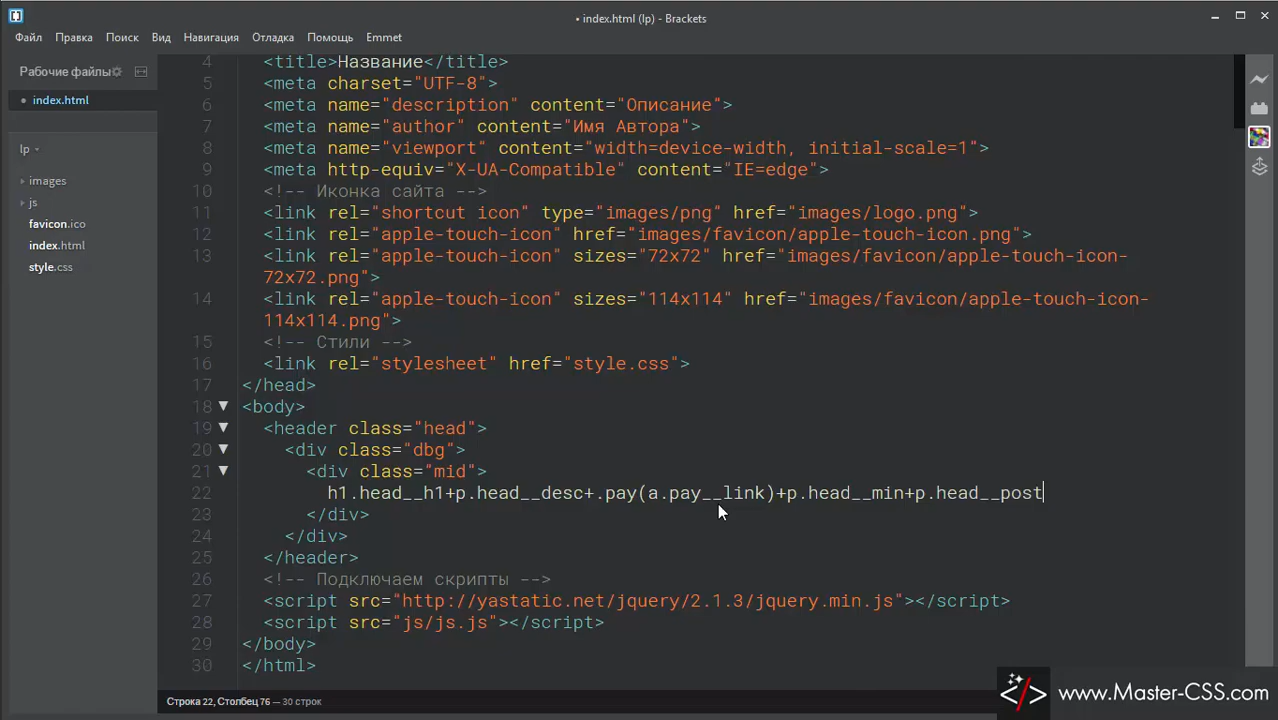 • index.html (lp) - Brackets
Файл Правка Поиск Вид Навигация Отладка Помощь Emmet
Рабочие файлы
• index.html
lp
images
js
favicon.ico
index.html
style.css
4 <title>Название</title>
5 <meta charset="UTF-8">
6 <meta name="description" content="Описание">
7 <meta name="author" content="Имя Автора">
8 <meta name="viewport" content="width=device-width, initial-scale=1">
9 <meta http-equiv="X-UA-Compatible" content="IE=edge">
10 <!-- Иконка сайта -->
11 <link rel="shortcut icon" type="images/png" href="images/logo.png">
12 <link rel="apple-touch-icon" href="images/favicon/apple-touch-icon.png">
13 <link rel="apple-touch-icon" sizes="72x72" href="images/favicon/apple-touch-icon-
72x72.png">
14 <link rel="apple-touch-icon" sizes="114x114" href="images/favicon/apple-touch-icon-
114x114.png">
15 <!-- Стили -->
16 <link rel="stylesheet" href="style.css">
17 </head>
18 <body>
19 <header class="head">
20 <div class="dbg">
21 <div class="mid">
22 h1.head__h1+p.head__desc+.pay(a.pay__link)+p.head__min+p.head__post
23 </div>
24 </div>
25 </header>
26 <!-- Подключаем скрипты -->
27 <script src="http://yastatic.net/jquery/2.1.3/jquery.min.js"></script>
28 <script src="js/js.js"></script>
29 </body>
30 </html>
Строка 22, Столбец 76 — 30 строк
</> www.Master-CSS.com